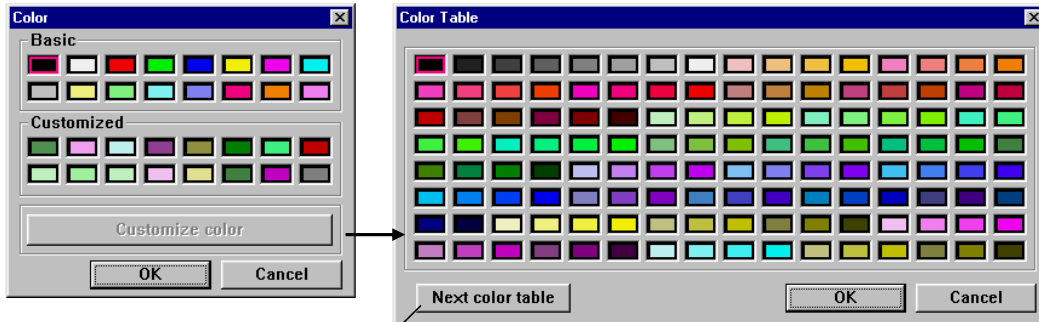 Color
Basic
Customized
Customize color
OK
Cancel
Color Table
Next color table
OK
Cancel